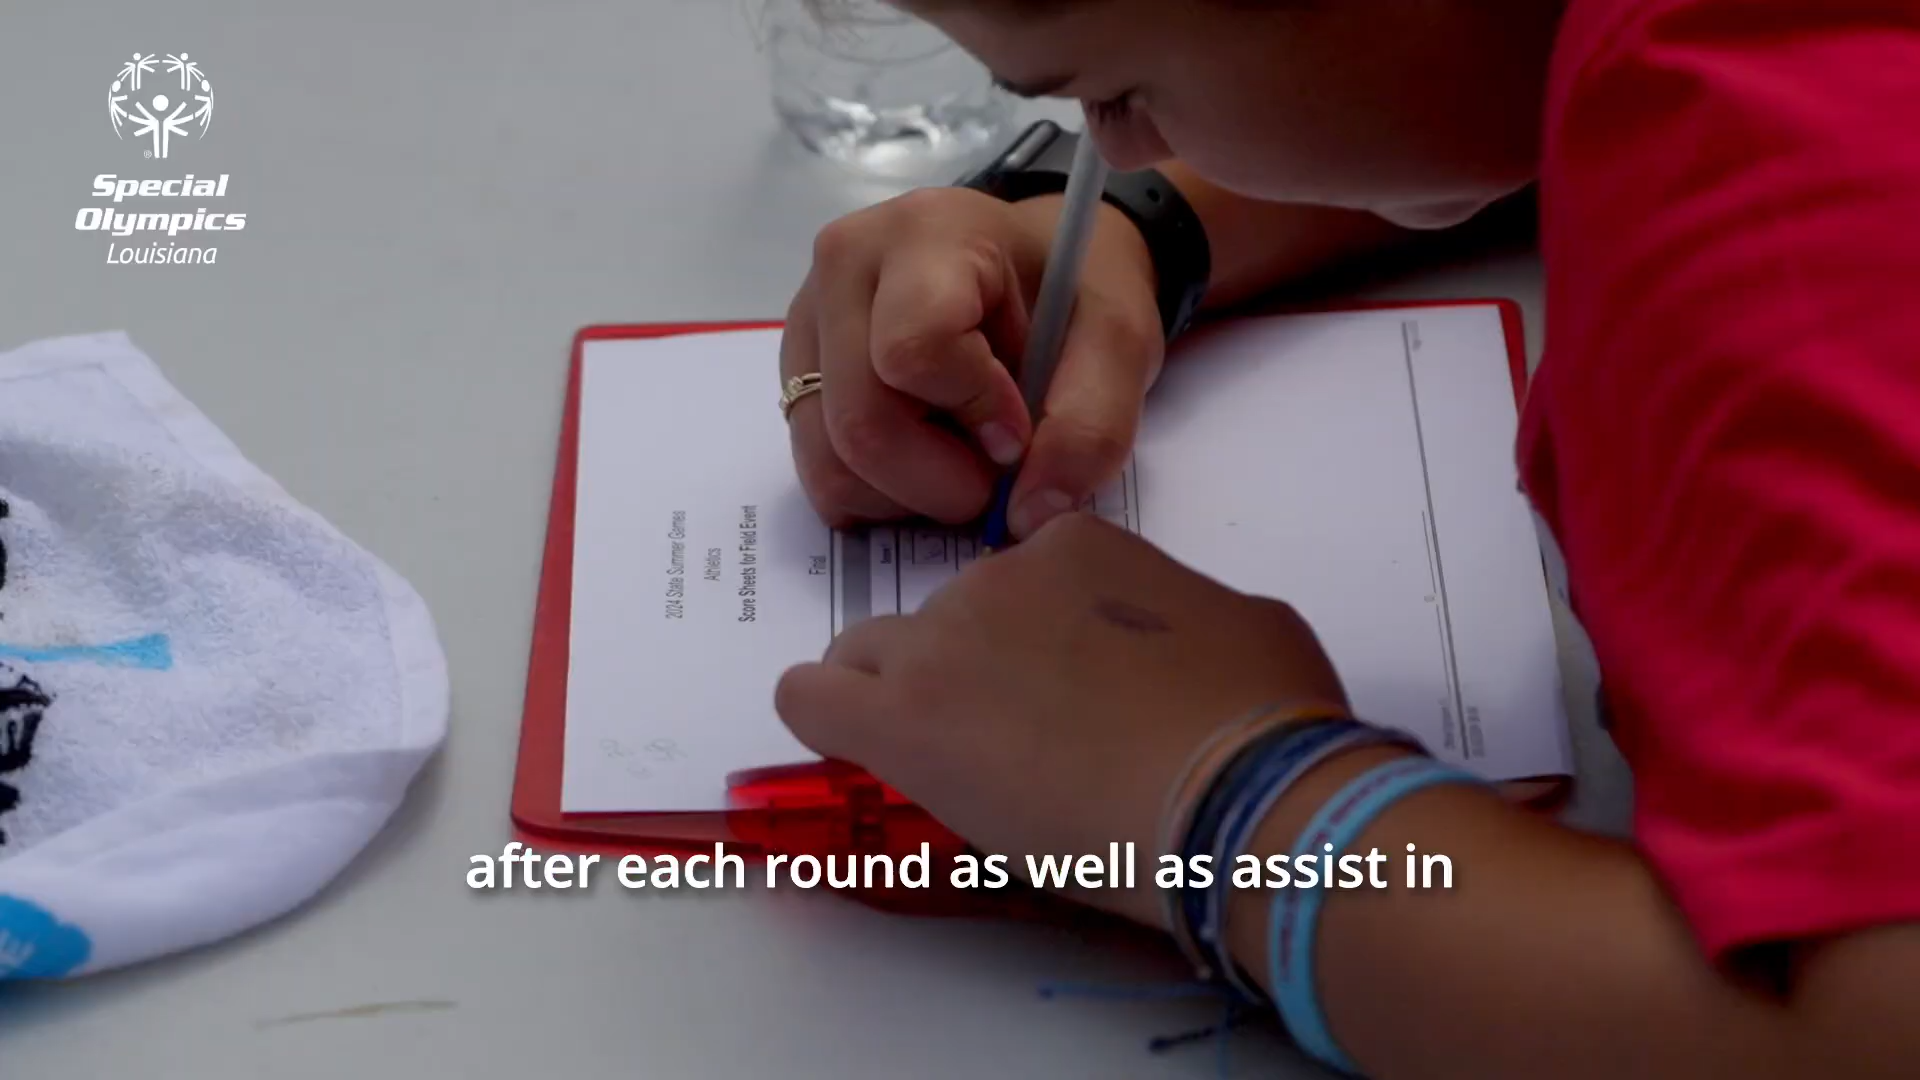 Special
Olympics
Louisiana
2024 State Summer Games
Athletics
Score Sheets for Field Event
Final
after each round as well as assist in